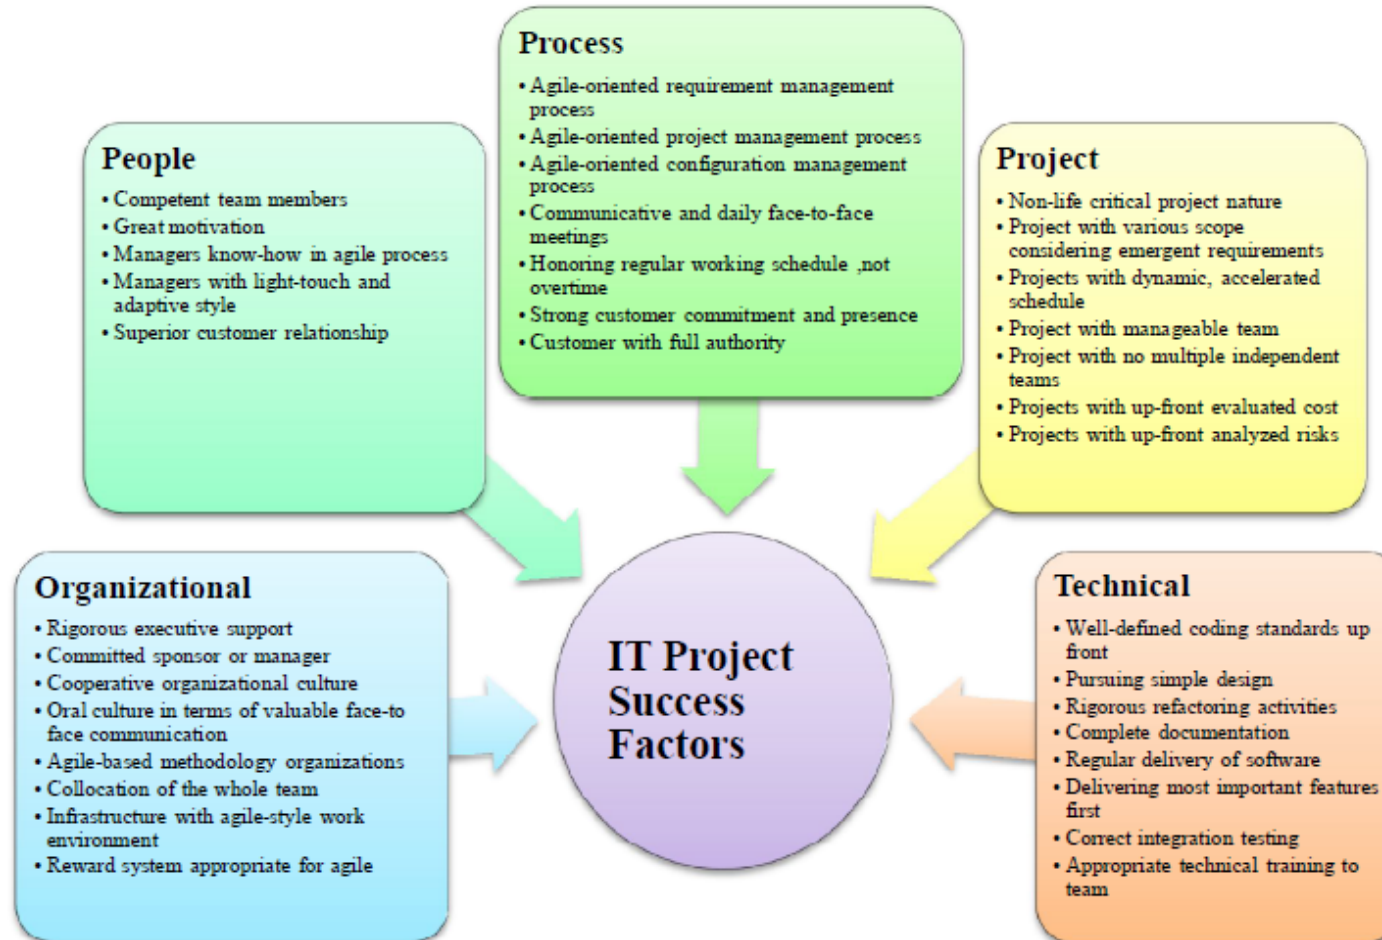 Process
• Agile-oriented requirement management
process
• Agile-oriented project management process
• Agile-oriented configuration management
process
• Communicative and daily face-to-face
meetings
• Honoring regular working schedule ,not
overtime
• Strong customer commitment and presence
• Customer with full authority
People
• Competent team members
• Great motivation
• Managers know-how in agile process
• Managers with light-touch and
adaptive style
• Superior customer relationship
Project
• Non-life critical project nature
• Project with various scope
considering emergent requirements
• Projects with dynamic, accelerated
schedule
• Project with manageable team
• Project with no multiple independent
teams
• Projects with up-front evaluated cost
• Projects with up-front analyzed risks
Organizational
• Rigorous executive support
• Committed sponsor or manager
• Cooperative organizational culture
• Oral culture in terms of valuable face-to
face communication
• Agile-based methodology organizations
• Collocation of the whole team
• Infrastructure with agile-style work
environment
• Reward system appropriate for agile
IT Project
Success
Factors
Technical
• Well-defined coding standards up
front
• Pursuing simple design
• Rigorous refactoring activities
• Complete documentation
• Regular delivery of software
• Delivering most important features
first
• Correct integration testing
• Appropriate technical training to
team